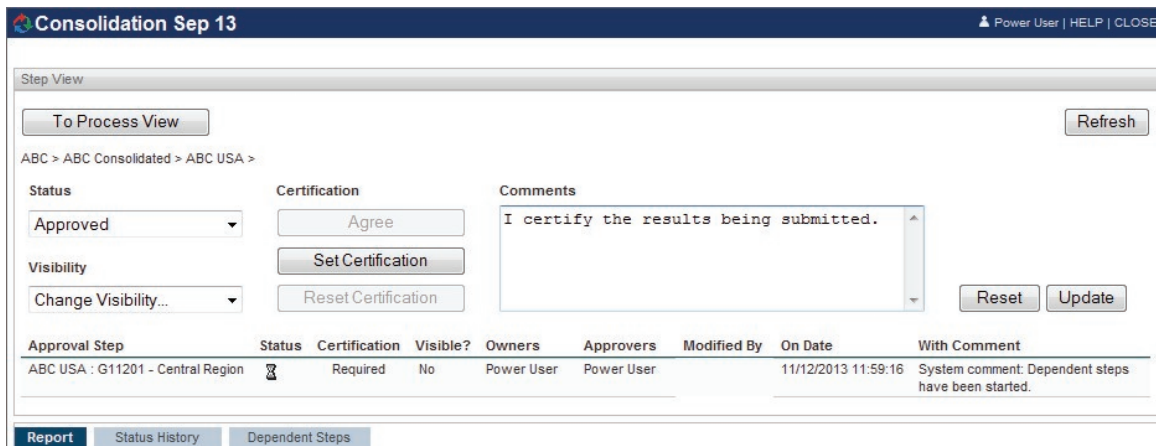 Consolidation Sep 13
Power User | HELP | CLOSE
Step View
To Process View
Refresh
ABC > ABC Consolidated > ABC USA >
Status Certification Comments
Approved Agree I certify the results being submitted.
Visibility Set Certification
Change Visibility... Reset Certification Reset Update
Approval Step Status Certification Visible? Owners Approvers Modified By On Date With Comment
ABC USA : G11201 - Central Region Required No Power User Power User 11/12/2013 11:59:16 System comment: Dependent steps
have been started.
Report Status History Dependent Steps